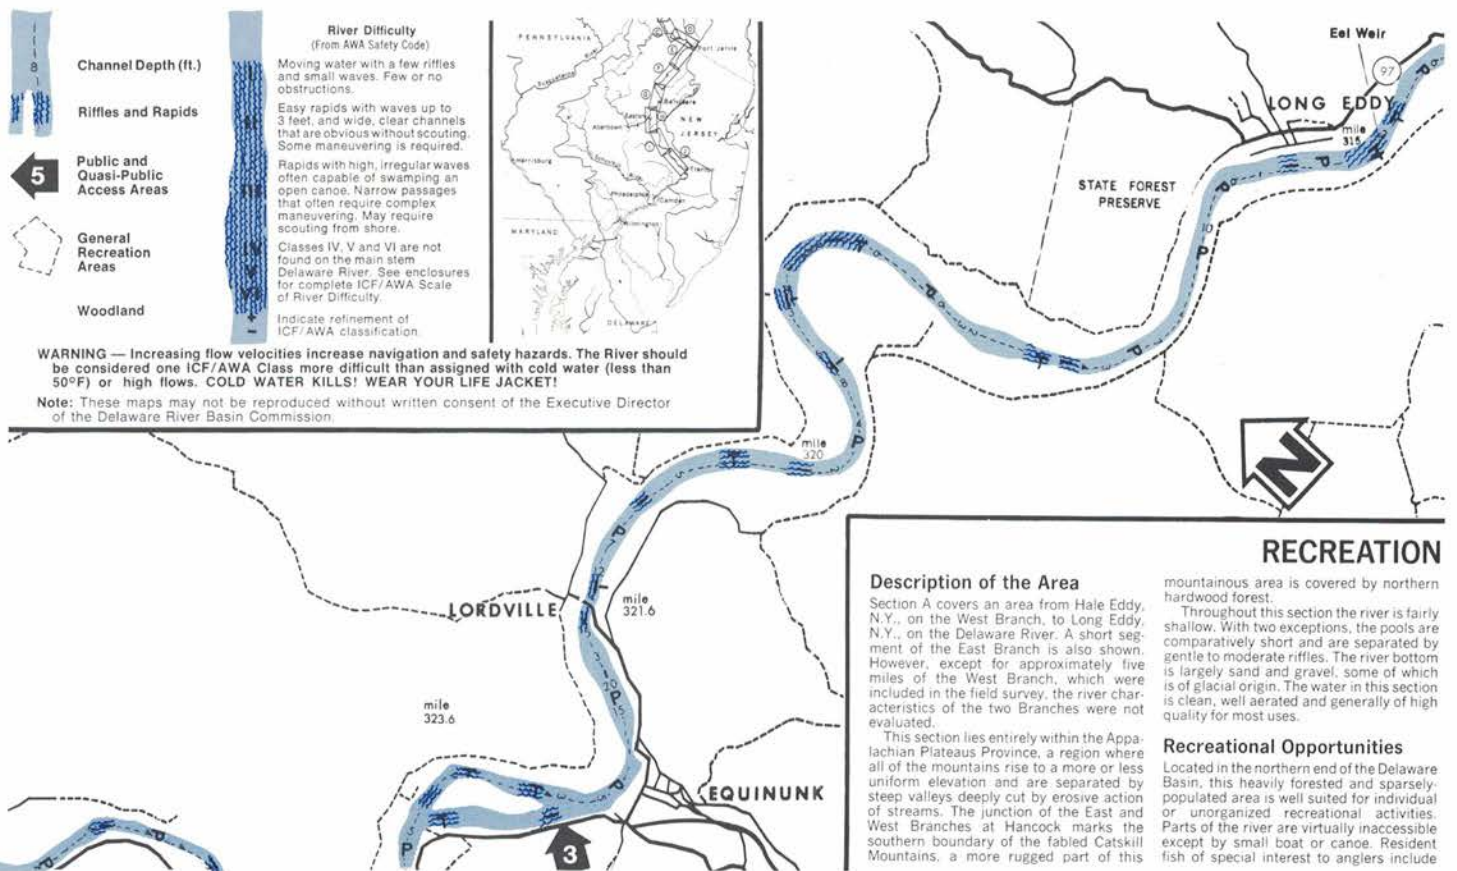 Channel Depth (ft.)
Riffles and Rapids
5
Public and
Quasi-Public
Access Areas
General
Recreation
Areas
Woodland
8
I
II
III
IV
V
VI
+
−
River Difficulty
(From AWA Safety Code)
Moving water with a few riffles
and small waves. Few or no
obstructions.
Easy rapids with waves up to
3 feet, and wide, clear channels
that are obvious without scouting.
Some maneuvering is required.
Rapids with high, irregular waves
often capable of swamping an
open canoe. Narrow passages
that often require complex
maneuvering. May require
scouting from shore.
Classes IV, V and VI are not
found on the main stem
Delaware River. See enclosures
for complete ICF/AWA Scale
of River Difficulty.
Indicate refinement of
ICF/AWA classification.
PENNSYLVANIA
Port Jervis
Belvidere
Easton
NEW
JERSEY
Allentown
Harrisburg
Trenton
Philadelphia
Camden
Wilmington
MARYLAND
DELAWARE
WARNING — Increasing flow velocities increase navigation and safety hazards. The River should
be considered one ICF/AWA Class more difficult than assigned with cold water (less than
50°F) or high flows. COLD WATER KILLS! WEAR YOUR LIFE JACKET!
Note: These maps may not be reproduced without written consent of the Executive Director
of the Delaware River Basin Commission.
Eel Weir
97
LONG EDDY
mile
315
STATE FOREST
PRESERVE
mile
320
N
LORDVILLE
mile
321.6
mile
323.6
EQUINUNK
3
RECREATION
Description of the Area
Section A covers an area from Hale Eddy,
N.Y., on the West Branch, to Long Eddy,
N.Y., on the Delaware River. A short seg-
ment of the East Branch is also shown.
However, except for approximately five
miles of the West Branch, which were
included in the field survey, the river char-
acteristics of the two Branches were not
evaluated.
This section lies entirely within the Appa-
lachian Plateaus Province, a region where
all of the mountains rise to a more or less
uniform elevation and are separated by
steep valleys deeply cut by erosive action
of streams. The junction of the East and
West Branches at Hancock marks the
southern boundary of the fabled Catskill
Mountains, a more rugged part of this
mountainous area is covered by northern
hardwood forest.
Throughout this section the river is fairly
shallow. With two exceptions, the pools are
comparatively short and are separated by
gentle to moderate riffles. The river bottom
is largely sand and gravel, some of which
is of glacial origin. The water in this section
is clean, well aerated and generally of high
quality for most uses.
Recreational Opportunities
Located in the northern end of the Delaware
Basin, this heavily forested and sparsely-
populated area is well suited for individual
or unorganized recreational activities.
Parts of the river are virtually inaccessible
except by small boat or canoe. Resident
fish of special interest to anglers include